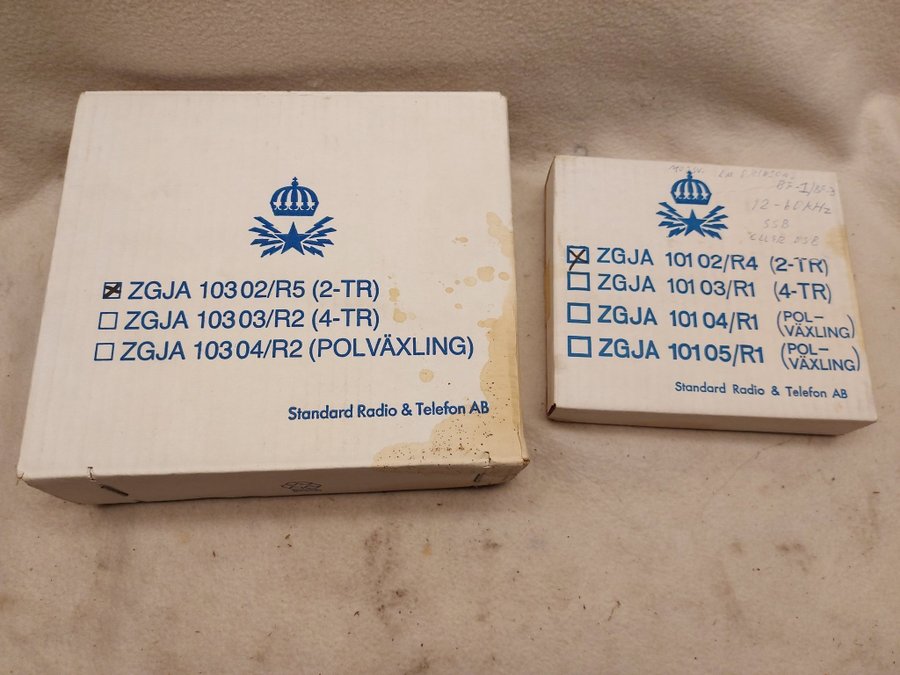 ZGJA 103 02/R5 (2-TR)
ZGJA 103 03/R2 (4-TR)
ZGJA 103 04/R2 (POLVÄXLING)
Standard Radio & Telefon AB
12-60kHz
SSB
ZGJA 101 02/R4 (2-TR)
ZGJA 101 03/R1 (4-TR)
ZGJA 101 04/R1 (POL-VÄXLING)
ZGJA 101 05/R1 (POL-VÄXLING)
Standard Radio & Telefon AB